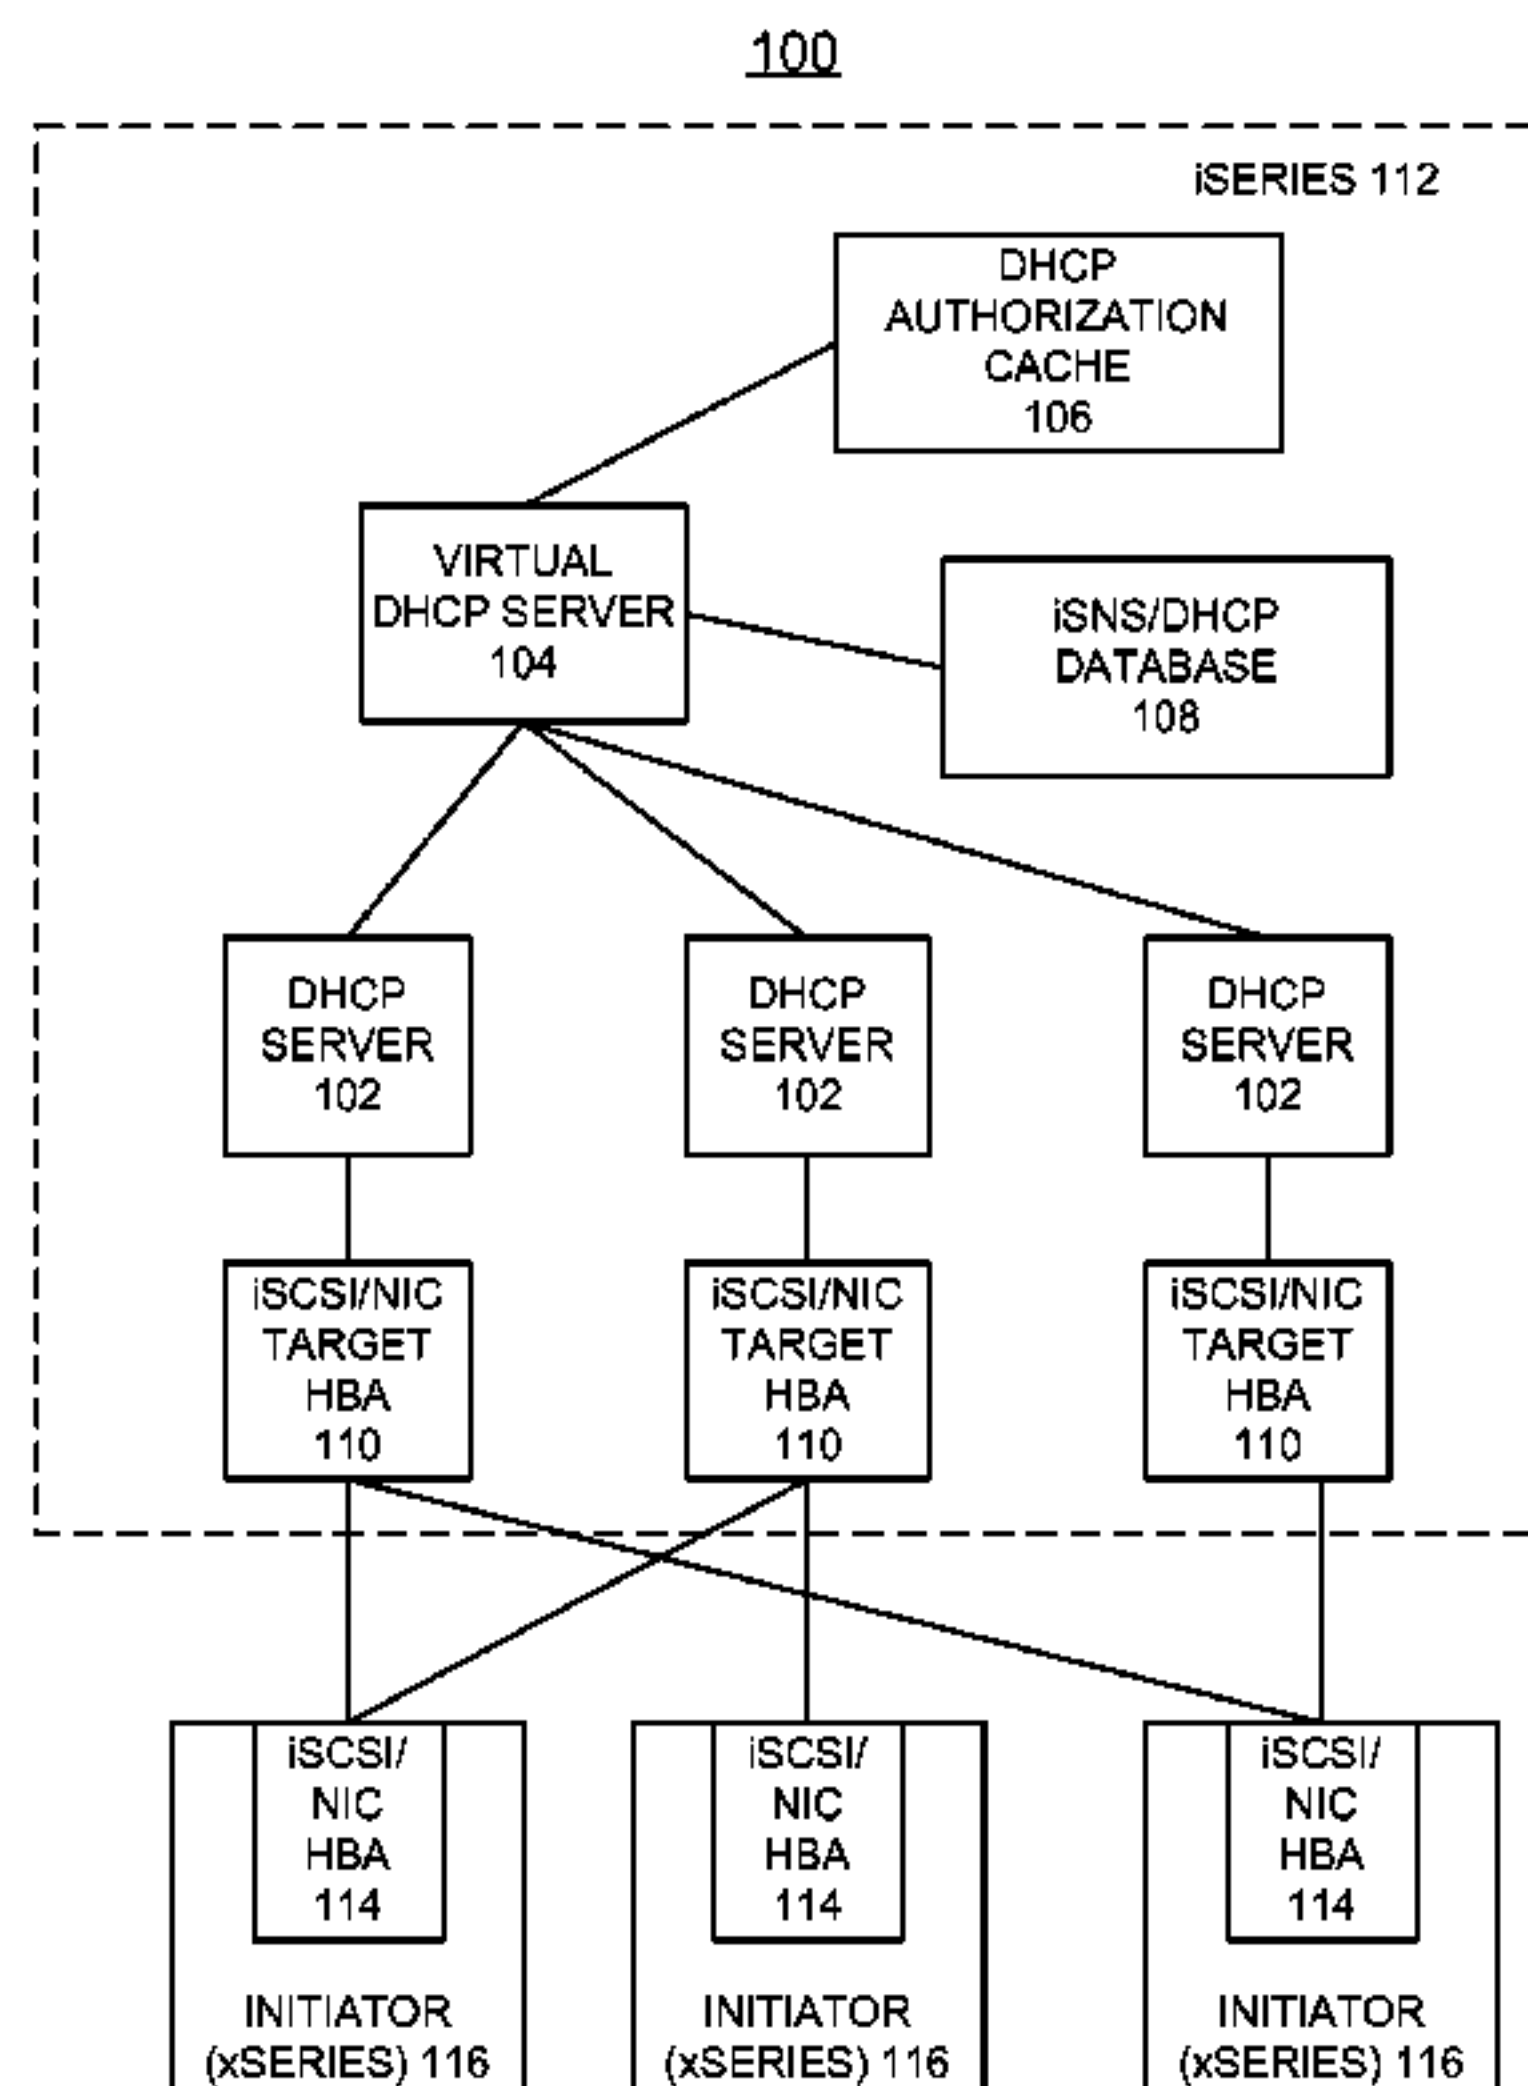 100
iSERIES 112
DHCP
AUTHORIZATION
CACHE
106
VIRTUAL
DHCP SERVER
104
iSNS/DHCP
DATABASE
108
DHCP
SERVER
102
DHCP
SERVER
102
DHCP
SERVER
102
iSCSI/NIC
TARGET
HBA
110
iSCSI/NIC
TARGET
HBA
110
iSCSI/NIC
TARGET
HBA
110
iSCSI/
NIC
HBA
114
INITIATOR
(xSERIES) 116
iSCSI/
NIC
HBA
114
INITIATOR
(xSERIES) 116
iSCSI/
NIC
HBA
114
INITIATOR
(xSERIES) 116